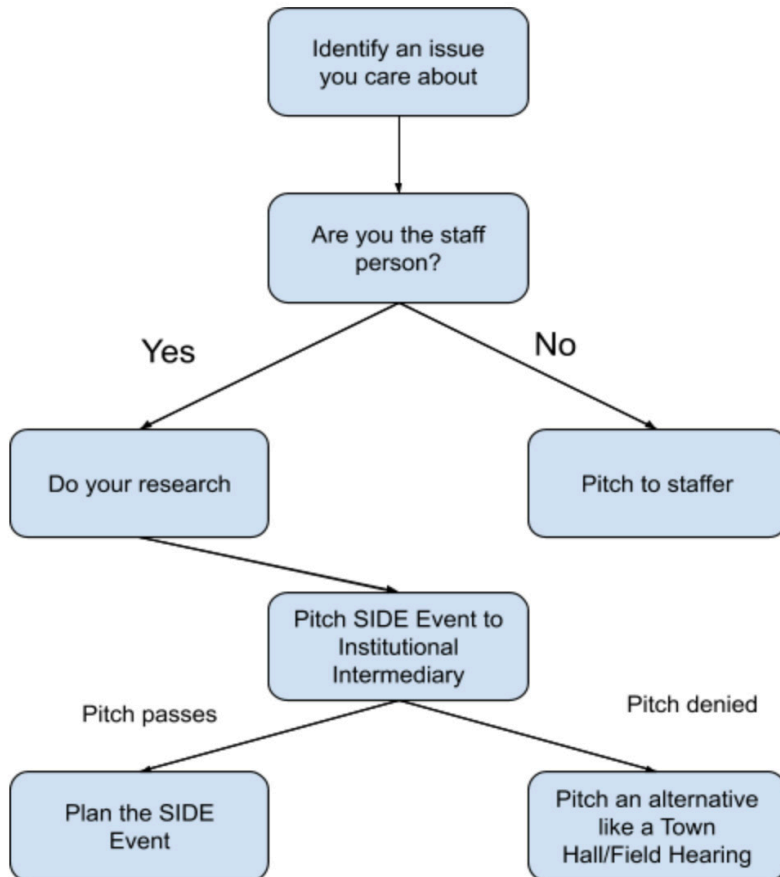 Identify an issue
you care about
Are you the staff
person?
Yes
No
Do your research
Pitch to staffer
Pitch SIDE Event to
Institutional
Intermediary
Pitch passes
Pitch denied
Plan the SIDE
Event
Pitch an alternative
like a Town
Hall/Field Hearing